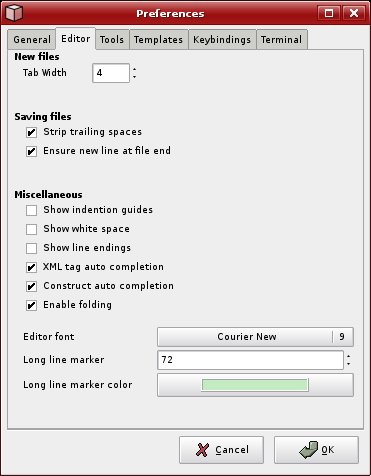 Preferences
General Editor Tools Templates Keybindings Terminal
New files
Tab Width 4
Saving files
Strip trailing spaces
Ensure new line at file end
Miscellaneous
Show indention guides
Show white space
Show line endings
XML tag auto completion
Construct auto completion
Enable folding
Editor font Courier New 9
Long line marker 72
Long line marker color
Cancel OK